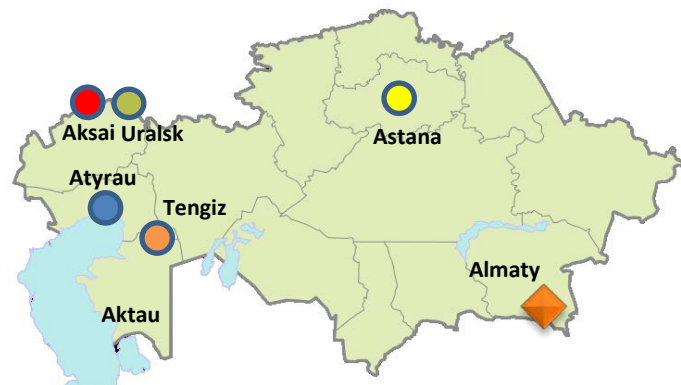 Aksai Uralsk
Astana
Atyrau
Tengiz
Almaty
Aktau